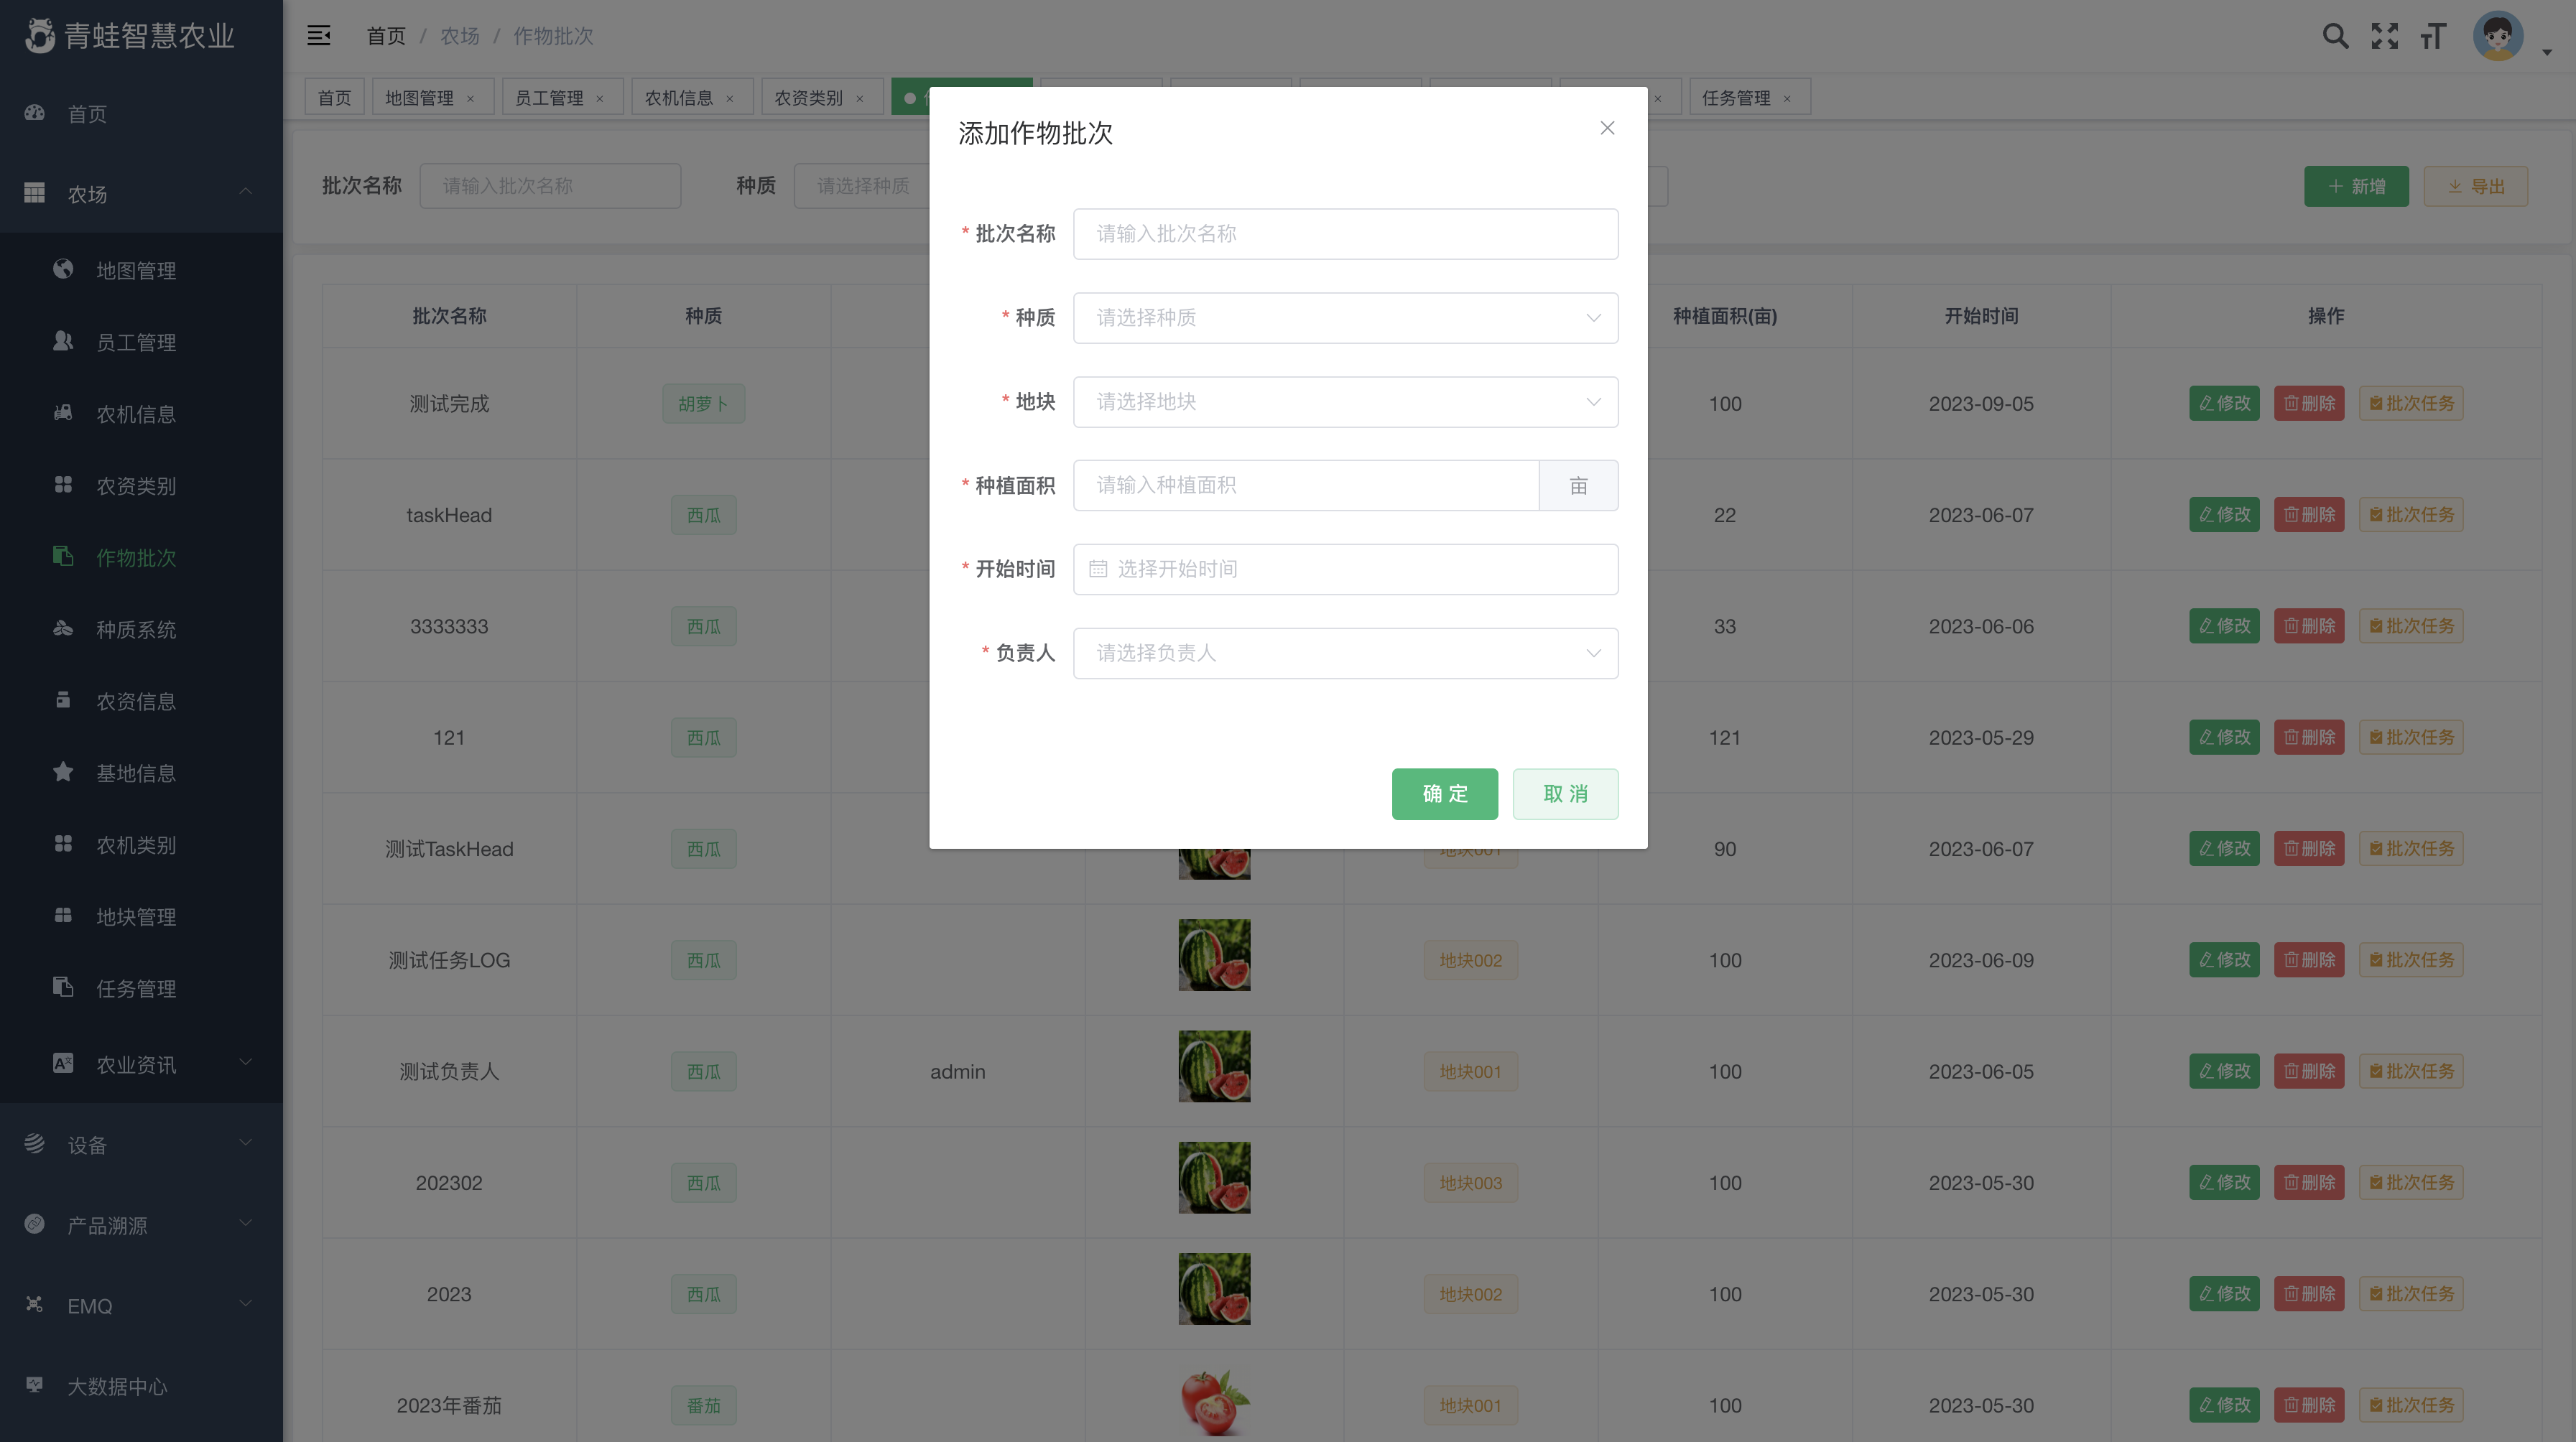 青蛙智慧农业
首页 / 农场 / 作物批次
首页
农场
地图管理
员工管理
农机信息
农资类别
作物批次
种质系统
农资信息
基地信息
农机类别
地块管理
任务管理
农业资讯
设备
产品溯源
EMQ
大数据中心
首页 地图管理 × 员工管理 × 农机信息 × 农资类别 × × 任务管理 ×
批次名称 请输入批次名称 种质 请选择种质 新增 导出
添加作物批次
* 批次名称 请输入批次名称
* 种质 请选择种质
* 地块 请选择地块
* 种植面积 请输入种植面积 亩
* 开始时间 选择开始时间
* 负责人 请选择负责人
确 定 取 消
批次名称 种质 种植面积(亩) 开始时间 操作
测试完成 胡萝卜 100 2023-09-05 修改 删除 批次任务
taskHead 西瓜 22 2023-06-07 修改 删除 批次任务
3333333 西瓜 33 2023-06-06 修改 删除 批次任务
121 西瓜 121 2023-05-29 修改 删除 批次任务
测试TaskHead 西瓜 地块001 90 2023-06-07 修改 删除 批次任务
测试任务LOG 西瓜 地块002 100 2023-06-09 修改 删除 批次任务
测试负责人 西瓜 admin 地块001 100 2023-06-05 修改 删除 批次任务
202302 西瓜 地块003 100 2023-05-30 修改 删除 批次任务
2023 西瓜 地块002 100 2023-05-30 修改 删除 批次任务
2023年番茄 番茄 地块001 100 2023-05-30 修改 删除 批次任务